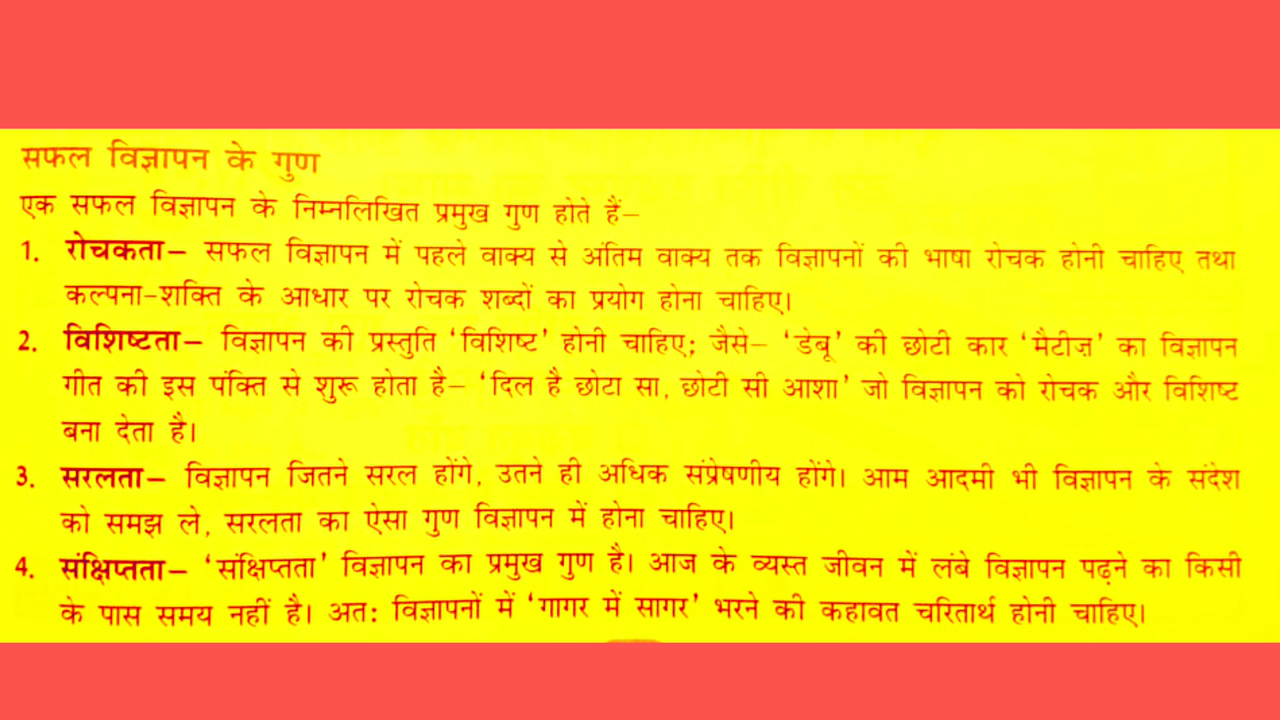 सफल विज्ञापन के गुण
एक सफल विज्ञापन के निम्नलिखित प्रमुख गुण होते हैं–
1. रोचकता– सफल विज्ञापन में पहले वाक्य से अंतिम वाक्य तक विज्ञापनों की भाषा रोचक होनी चाहिए तथा
कल्पना-शक्ति के आधार पर रोचक शब्दों का प्रयोग होना चाहिए।
2. विशिष्टता– विज्ञापन की प्रस्तुति ‘विशिष्ट’ होनी चाहिए; जैसे– ‘डेबू’ की छोटी कार ‘मैटीज़’ का विज्ञापन
गीत की इस पंक्ति से शुरू होता है– ‘दिल है छोटा सा, छोटी सी आशा’ जो विज्ञापन को रोचक और विशिष्ट
बना देता है।
3. सरलता– विज्ञापन जितने सरल होंगे, उतने ही अधिक संप्रेषणीय होंगे। आम आदमी भी विज्ञापन के संदेश
को समझ ले, सरलता का ऐसा गुण विज्ञापन में होना चाहिए।
4. संक्षिप्तता– ‘संक्षिप्तता’ विज्ञापन का प्रमुख गुण है। आज के व्यस्त जीवन में लंबे विज्ञापन पढ़ने का किसी
के पास समय नहीं है। अत: विज्ञापनों में ‘गागर में सागर’ भरने की कहावत चरितार्थ होनी चाहिए।